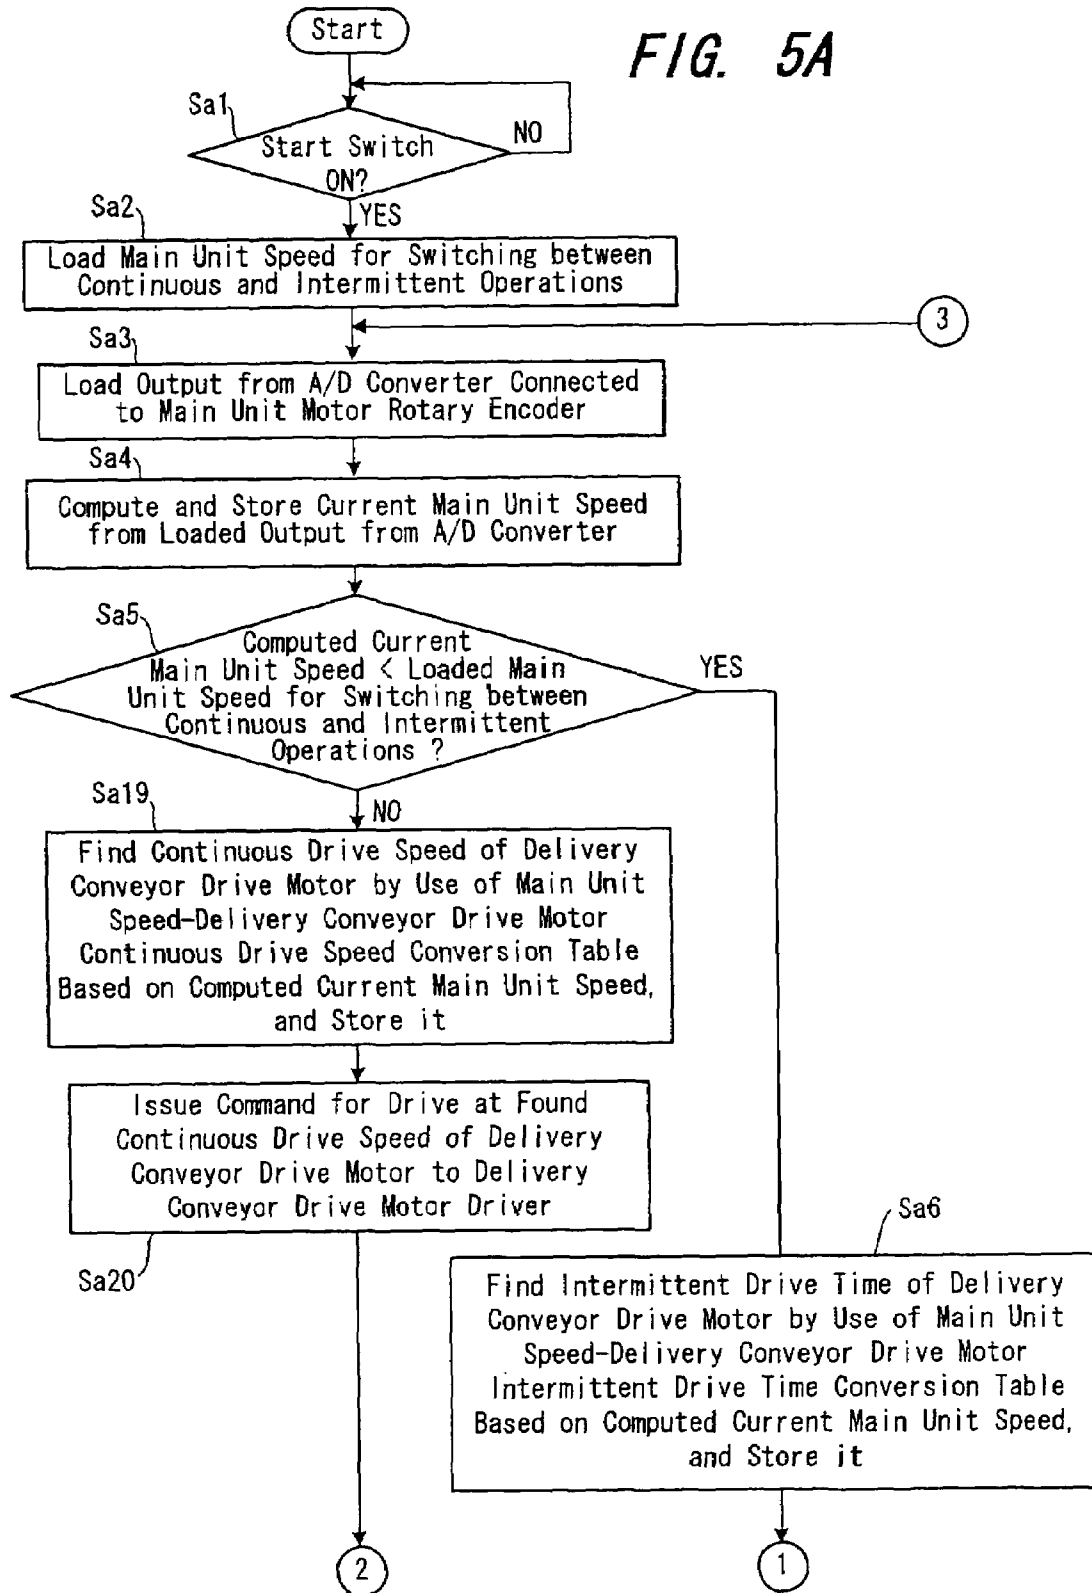 Start
FIG. 5A
Sa1
Start Switch
ON?
NO
YES
Sa2
Load Main Unit Speed for Switching between
Continuous and Intermittent Operations
3
Sa3
Load Output from A/D Converter Connected
to Main Unit Motor Rotary Encoder
Sa4
Compute and Store Current Main Unit Speed
from Loaded Output from A/D Converter
Sa5
Computed Current
Main Unit Speed < Loaded Main
Unit Speed for Switching between
Continuous and Intermittent
Operations ?
YES
NO
Sa19
Find Continuous Drive Speed of Delivery
Conveyor Drive Motor by Use of Main Unit
Speed-Delivery Conveyor Drive Motor
Continuous Drive Speed Conversion Table
Based on Computed Current Main Unit Speed,
and Store it
Issue Command for Drive at Found
Continuous Drive Speed of Delivery
Conveyor Drive Motor to Delivery
Conveyor Drive Motor Driver
Sa20
Sa6
Find Intermittent Drive Time of Delivery
Conveyor Drive Motor by Use of Main Unit
Speed-Delivery Conveyor Drive Motor
Intermittent Drive Time Conversion Table
Based on Computed Current Main Unit Speed,
and Store it
2
1